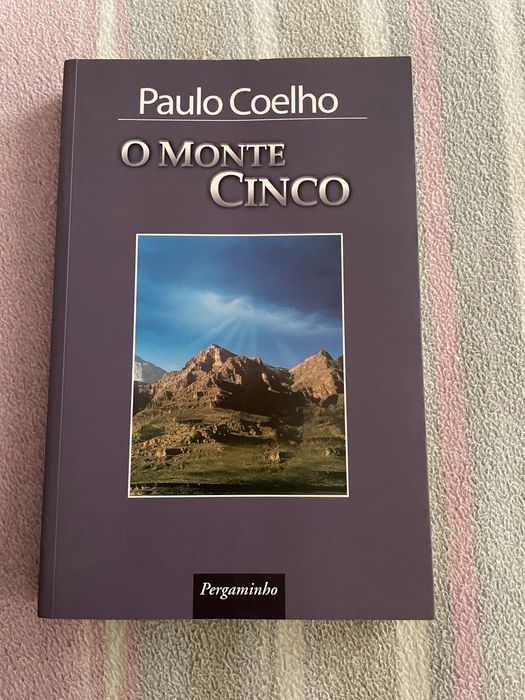 Paulo Coelho
O MONTE
CINCO
Pergaminho